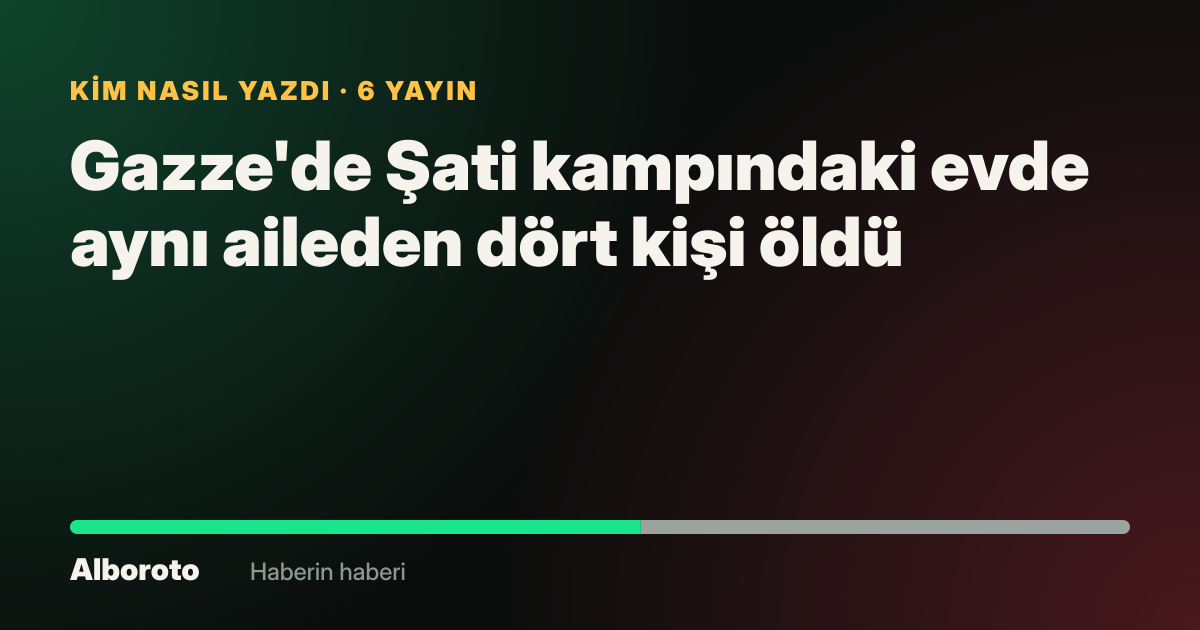 KİM NASIL YAZDI · 6 YAYIN
Gazze'de Şati kampındaki evde
aynı aileden dört kişi öldü
Alboroto
Haberin haberi